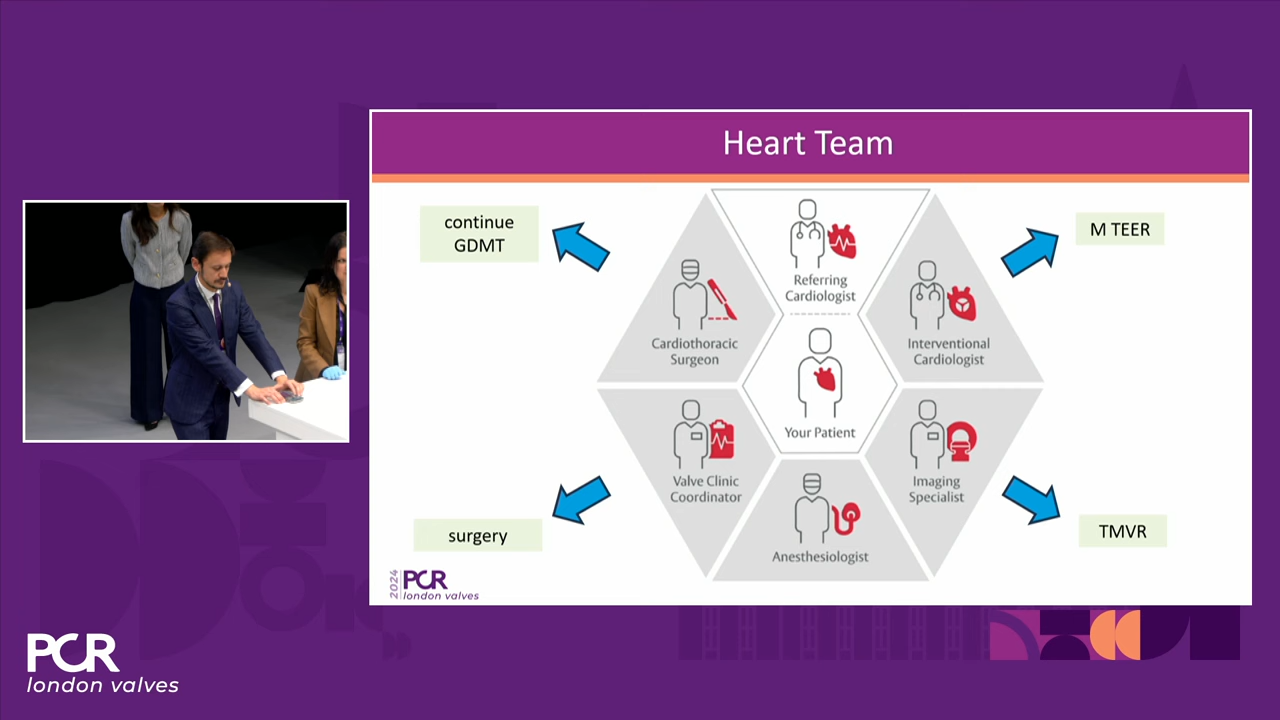 Heart Team
continue
GDMT
M TEER
Referring
Cardiologist
Cardiothoracic
Surgeon
Interventional
Cardiologist
Your Patient
Valve Clinic
Coordinator
Imaging
Specialist
Anesthesiologist
surgery
TMVR
2024
PCR
london valves
PCR
london valves